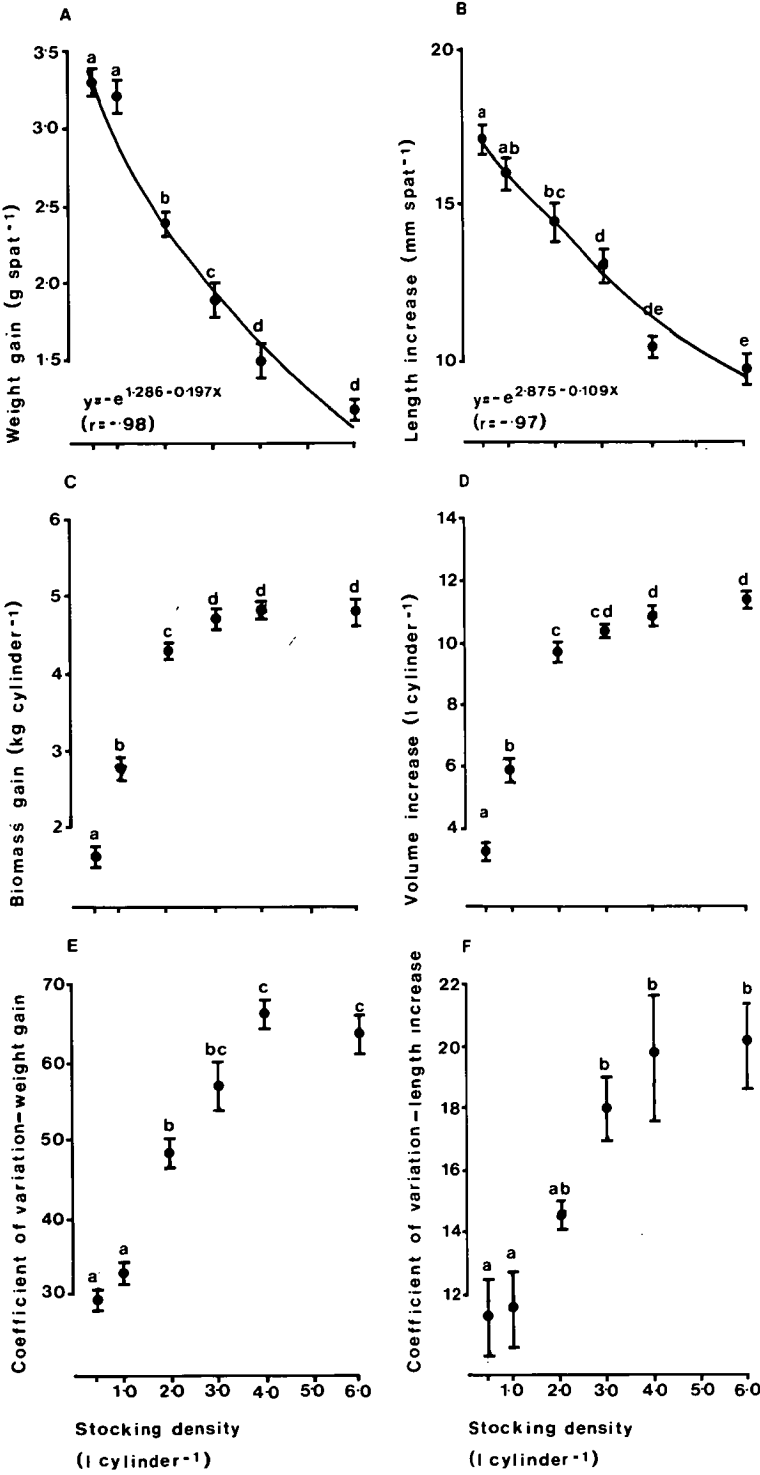 A
Weight gain (g spat⁻¹)
3·5
3·0
2·5
2·0
1·5
a
a
b
c
d
d
y=-e^1·286-0·197x
(r=-·98)
B
Length increase (mm spat⁻¹)
20
15
10
a
ab
bc
d
de
e
y=-e^2·875-0·109x
(r=-·97)
C
Biomass gain (kg cylinder⁻¹)
6
5
4
3
2
a
b
c
d
d
d
D
Volume increase (l cylinder⁻¹)
14
12
10
8
6
4
a
b
c
cd
d
d
E
Coefficient of variation–weight gain
70
60
50
40
30
a
a
b
bc
c
c
1·0 2·0 3·0 4·0 5·0 6·0
Stocking density
(l cylinder⁻¹)
F
Coefficient of variation–length increase
22
20
18
16
14
12
a
a
ab
b
b
b
1·0 2·0 3·0 4·0 5·0 6·0
Stocking density
(l cylinder⁻¹)